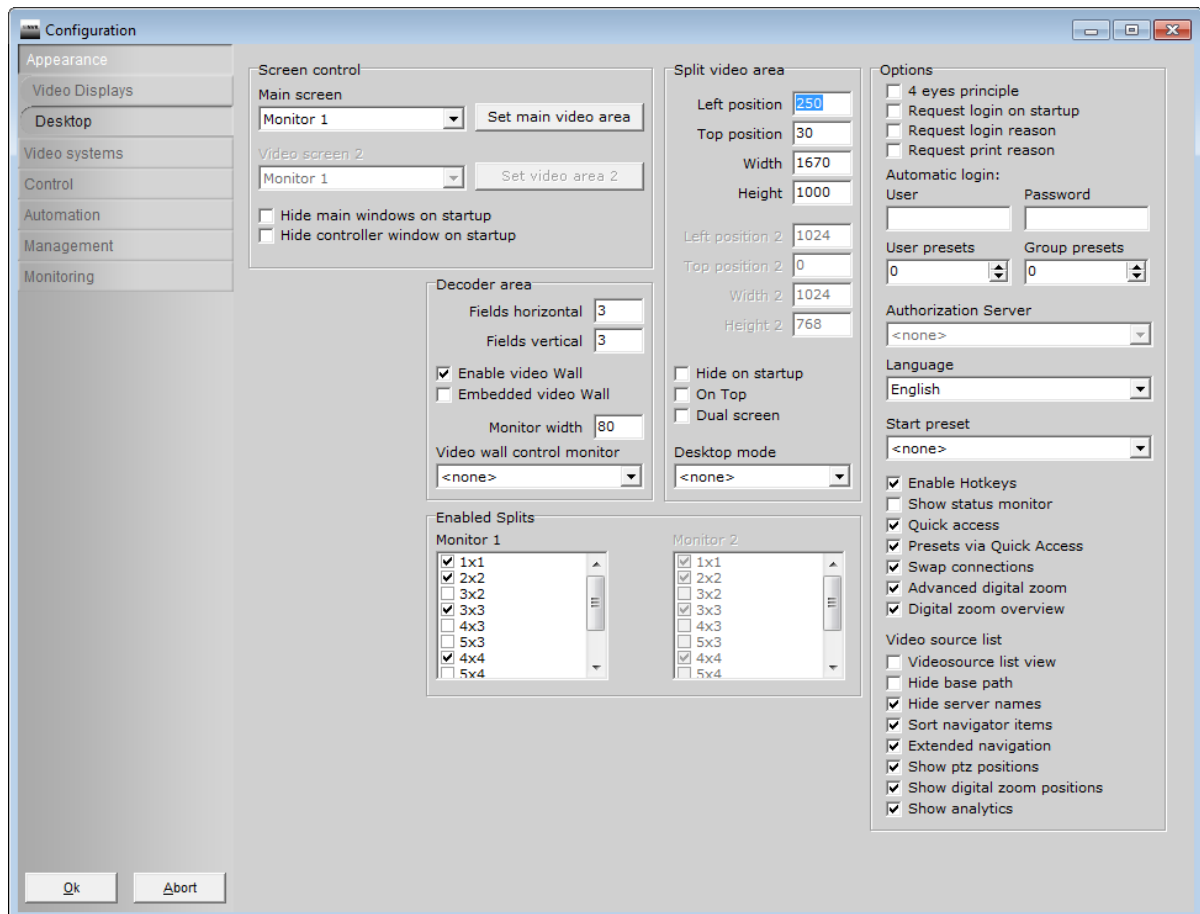 Configuration
Appearance
Video Displays
Desktop
Video systems
Control
Automation
Management
Monitoring
Ok
Abort
Screen control
Main screen
Monitor 1
Set main video area
Video screen 2
Monitor 1
Set video area 2
Hide main windows on startup
Hide controller window on startup
Decoder area
Fields horizontal 3
Fields vertical 3
Enable video Wall
Embedded video Wall
Monitor width 80
Video wall control monitor
<none>
Split video area
Left position 250
Top position 30
Width 1670
Height 1000
Left position 2 1024
Top position 2 0
Width 2 1024
Height 2 768
Hide on startup
On Top
Dual screen
Desktop mode
<none>
Enabled Splits
Monitor 1
1x1
2x2
3x2
3x3
4x3
5x3
4x4
5x4
Monitor 2
1x1
2x2
3x2
3x3
4x3
5x3
4x4
5x4
Options
4 eyes principle
Request login on startup
Request login reason
Request print reason
Automatic login:
User Password
User presets Group presets
0 0
Authorization Server
<none>
Language
English
Start preset
<none>
Enable Hotkeys
Show status monitor
Quick access
Presets via Quick Access
Swap connections
Advanced digital zoom
Digital zoom overview
Video source list
Videosource list view
Hide base path
Hide server names
Sort navigator items
Extended navigation
Show ptz positions
Show digital zoom positions
Show analytics